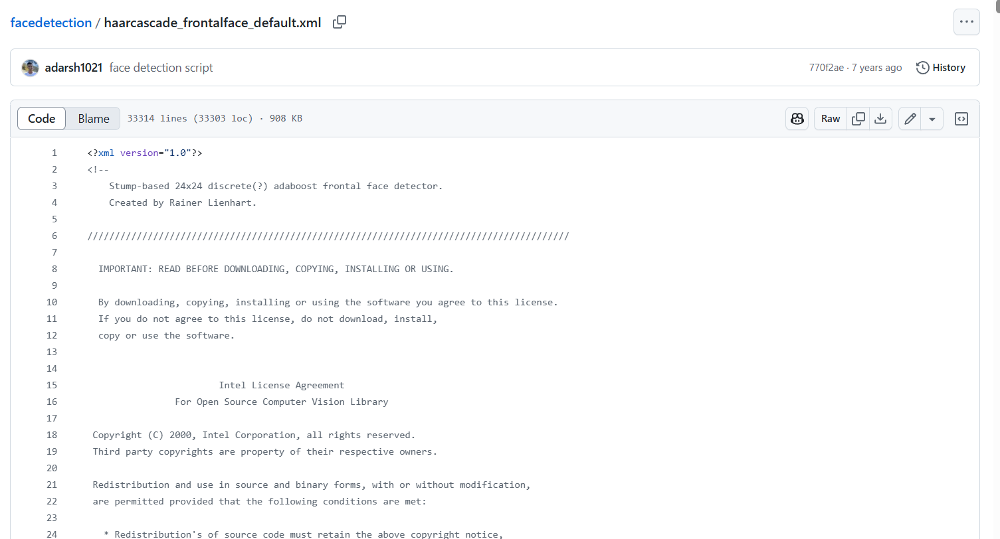 facedetection / haarcascade_frontalface_default.xml
adarsh1021 face detection script 770f2ae · 7 years ago History
Code Blame 33314 lines (33303 loc) · 908 KB Raw
1 <?xml version="1.0"?>
2 <!--
3 Stump-based 24x24 discrete(?) adaboost frontal face detector.
4 Created by Rainer Lienhart.
5
6 ////////////////////////////////////////////////////////////////////////////////////////
7
8 IMPORTANT: READ BEFORE DOWNLOADING, COPYING, INSTALLING OR USING.
9
10 By downloading, copying, installing or using the software you agree to this license.
11 If you do not agree to this license, do not download, install,
12 copy or use the software.
13
14
15 Intel License Agreement
16 For Open Source Computer Vision Library
17
18 Copyright (C) 2000, Intel Corporation, all rights reserved.
19 Third party copyrights are property of their respective owners.
20
21 Redistribution and use in source and binary forms, with or without modification,
22 are permitted provided that the following conditions are met:
23
24 * Redistribution's of source code must retain the above copyright notice,